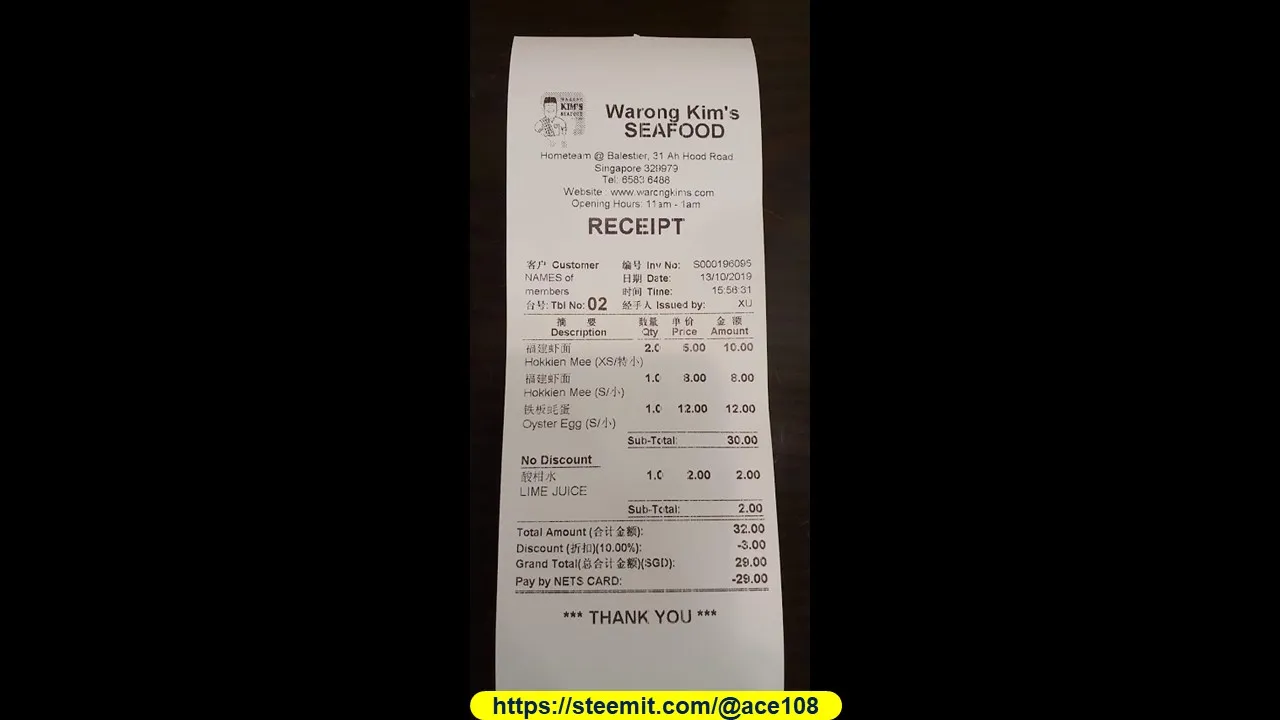 WARONG
KIM'S
SEAFOOD
Warong Kim's
SEAFOOD
Hometeam @ Balestier, 31 Ah Hood Road
Singapore 329979
Tel: 6583 6488
Website : www.warongkims.com
Opening Hours: 11am - 1am
RECEIPT
客户 Customer 编号 Inv No: S000196095
NAMES of 日期 Date: 13/10/2019
members 时间 Time: 15:56:31
台号: Tbl No: 02 经手人 Issued by: XU
摘 要 数量 单价 金 额
Description Qty Price Amount
福建虾面 2.0 5.00 10.00
Hokkien Mee (XS/特小)
福建虾面 1.0 8.00 8.00
Hokkien Mee (S/小)
铁板蚝蛋 1.0 12.00 12.00
Oyster Egg (S/小)
Sub-Total: 30.00
No Discount
酸柑水 1.0 2.00 2.00
LIME JUICE
Sub-Total: 2.00
Total Amount (合计金额): 32.00
Discount (折扣)(10.00%): -3.00
Grand Total(总合计金额)(SGD): 29.00
Pay by NETS CARD: -29.00
*** THANK YOU ***
https://steemit.com/@ace108